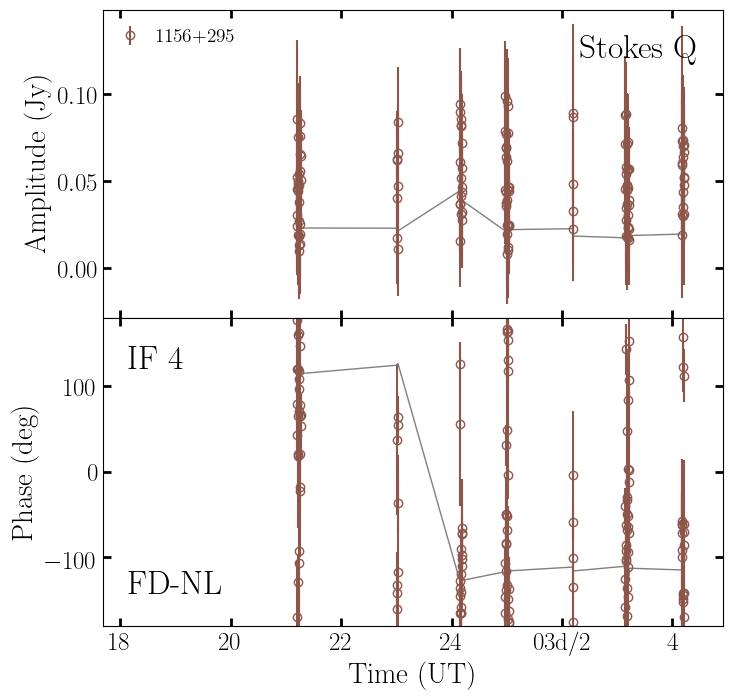 1156+295
Stokes Q
0.10
0.05
0.00
Amplitude (Jy)
IF 4
100
0
−100
Phase (deg)
FD-NL
18 20 22 24 03d/2 4
Time (UT)